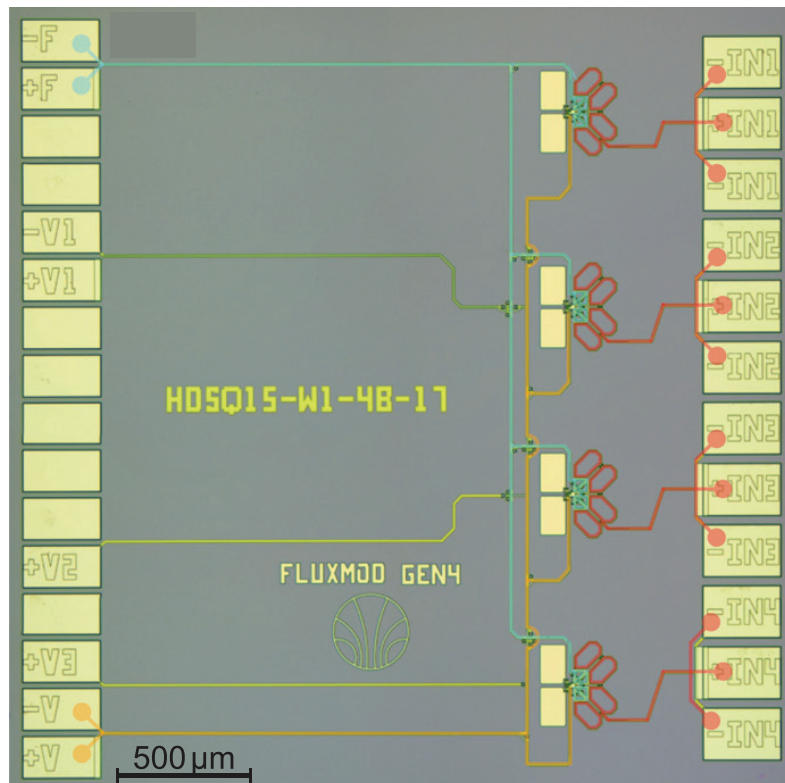 -F
+F
-V1
+V1
+V2
+V3
-V
+V
HDSQ15-W1-4B-17
FLUXMOD GEN4
500 μm
-IN1
+IN1
-IN1
-IN2
+IN2
-IN2
-IN3
+IN3
-IN3
-IN4
+IN4
-IN4